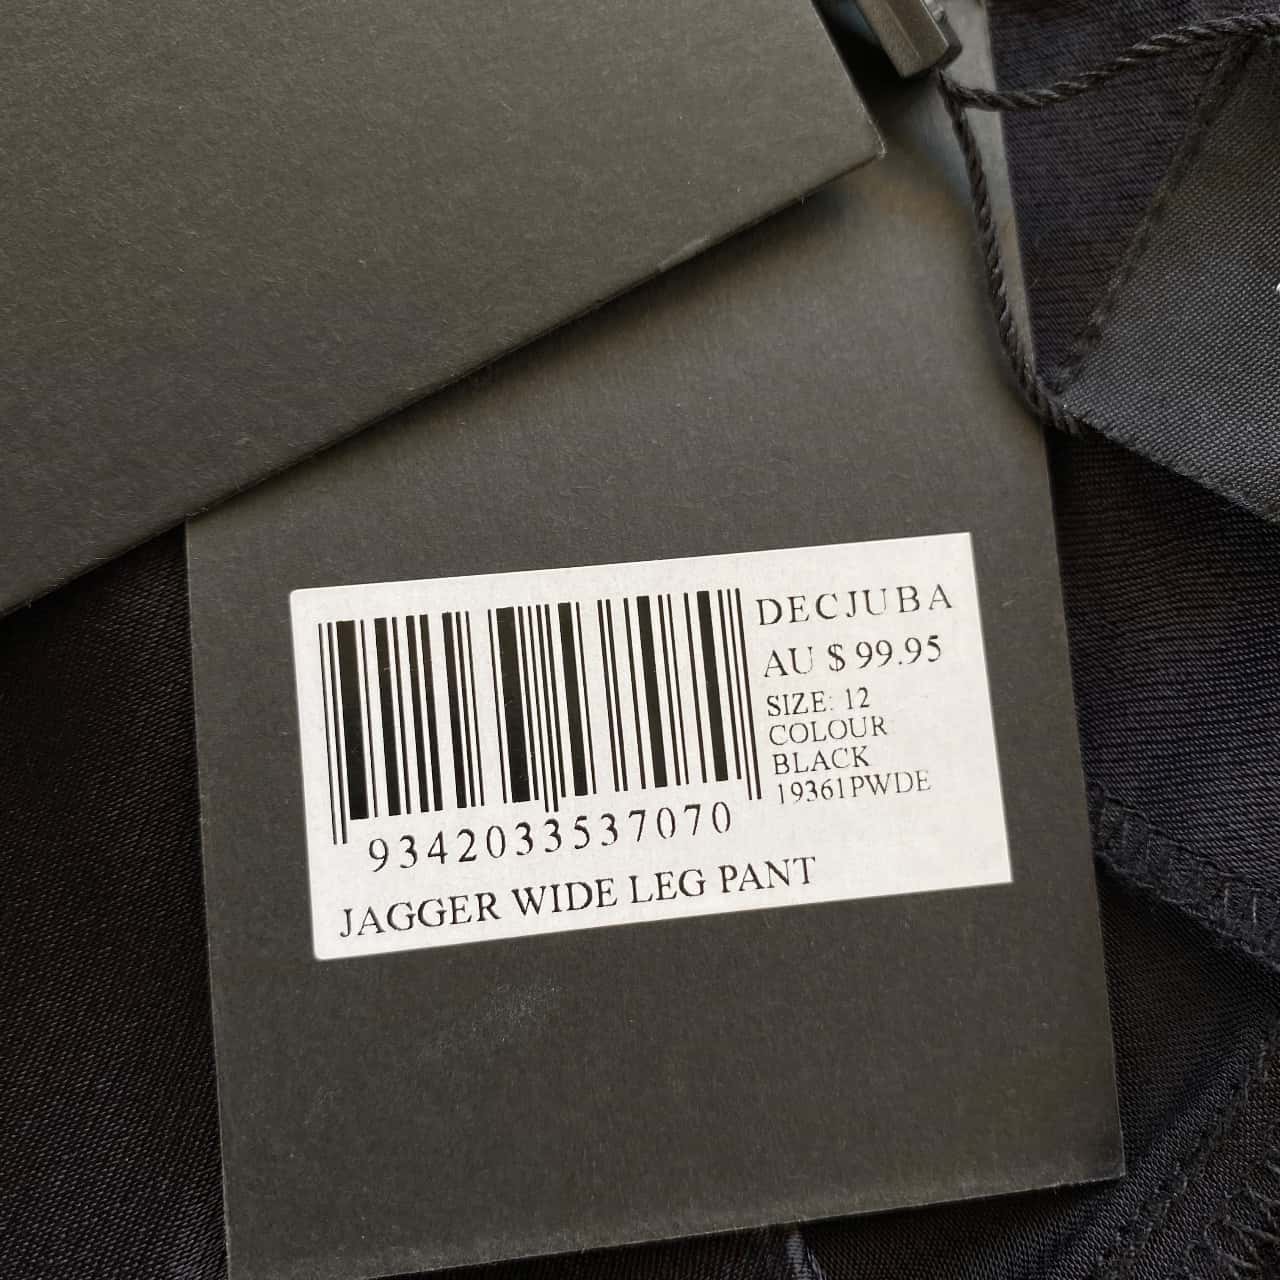 DECJUBA
AU $ 99.95
SIZE: 12
COLOUR
BLACK
19361PWDE
9342033537070
JAGGER WIDE LEG PANT